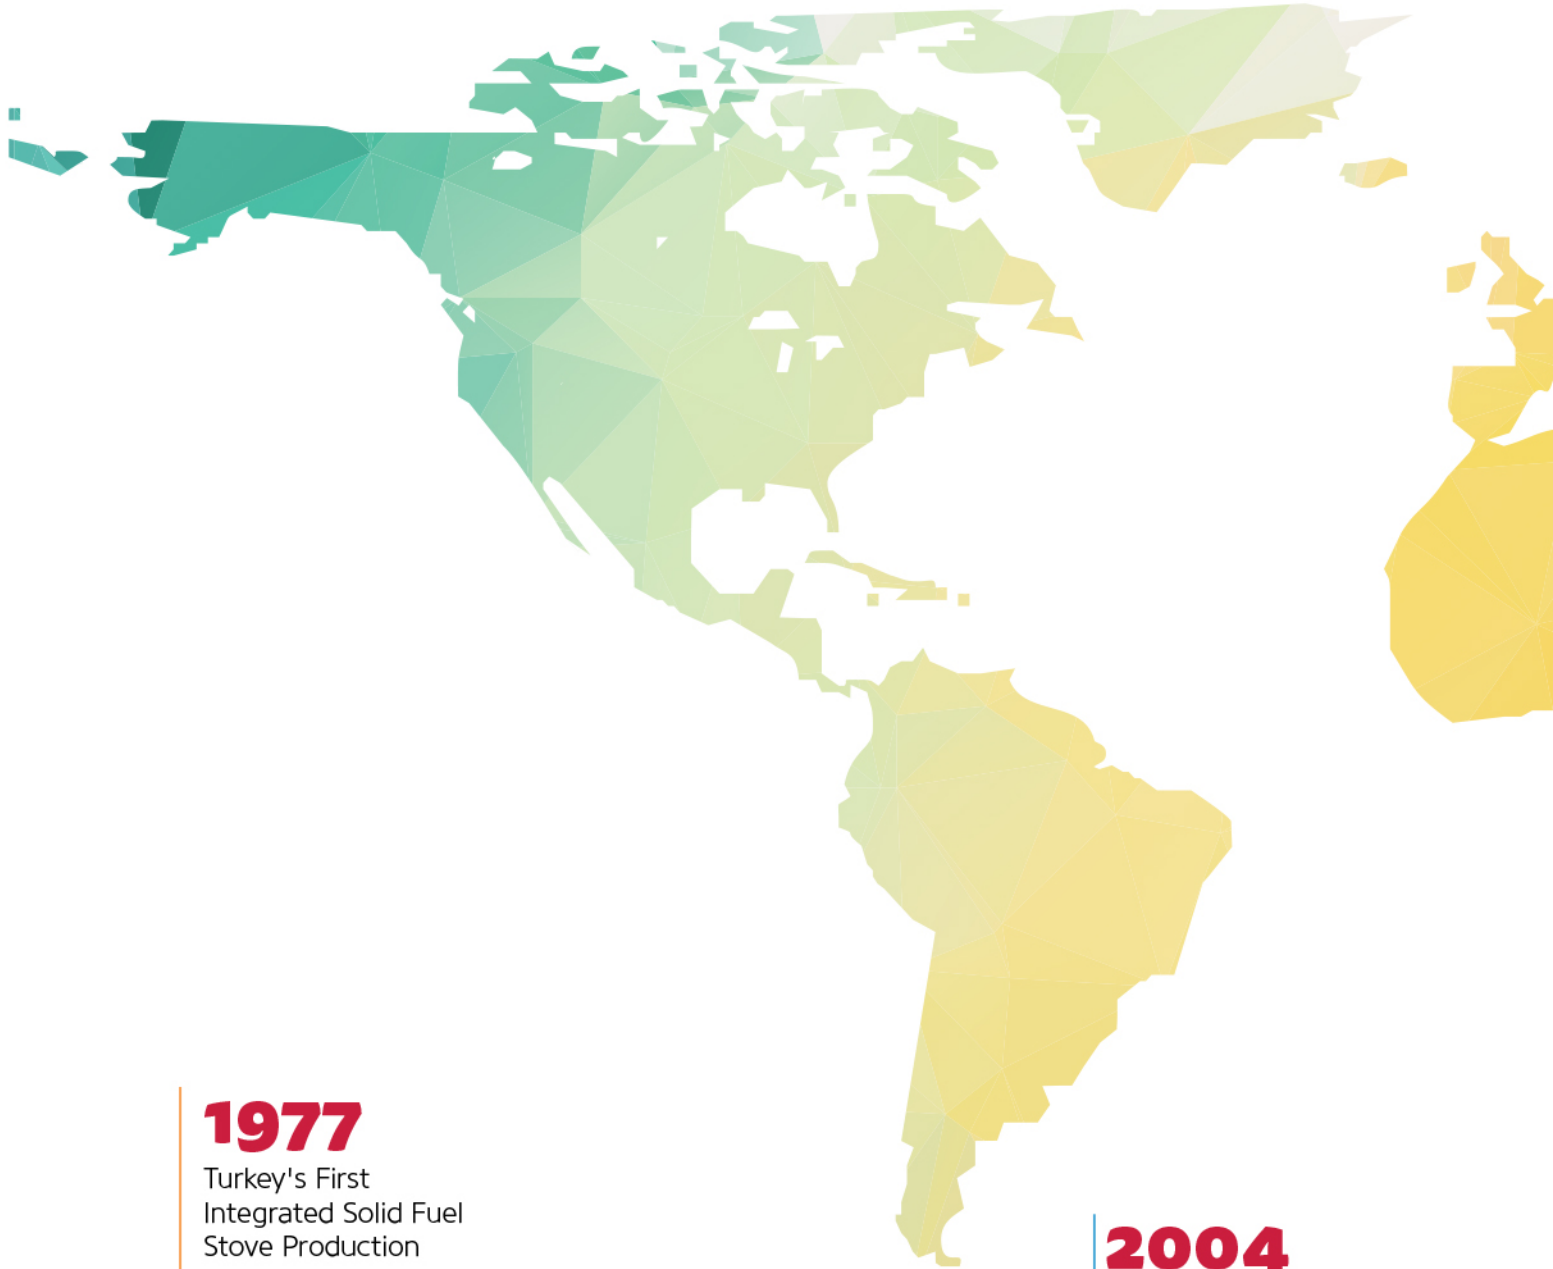 1977
Turkey's First
Integrated Solid Fuel
Stove Production
2004